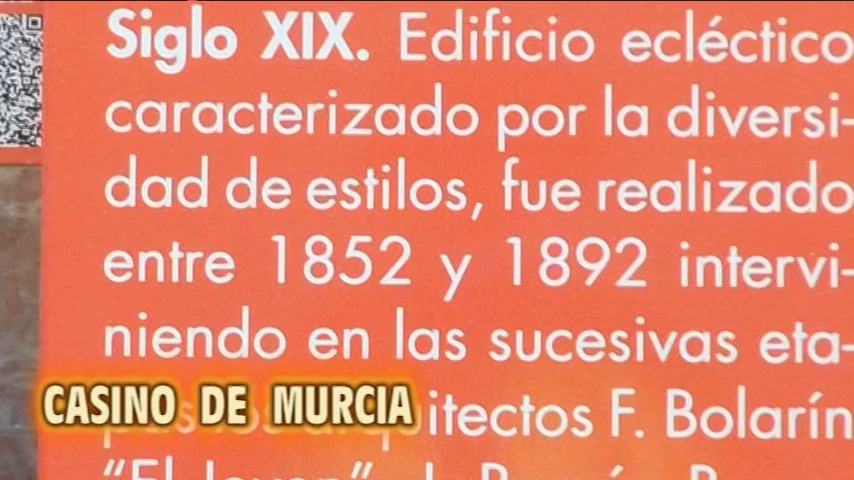 Siglo XIX. Edificio ecléctico
caracterizado por la diversi-
dad de estilos, fue realizado
entre 1852 y 1892 intervi-
niendo en las sucesivas eta-
itectos F. Bolarín
CASINO DE MURCIA